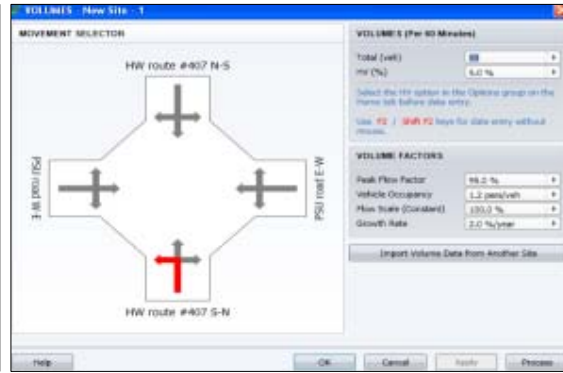 VOLUMES - New Site - 1
MOVEMENT SELECTOR
HW route #407 N-S
PSU road E-W
PSU road E-W
HW route #407 S-N
VOLUMES (Per 60 Minutes)
Total (veh)
HV (%)
Select the HV option in the Options group on the
Home tab before data entry.
Use F2 / Shift F2 keys for data entry without
mouse.
VOLUME FACTORS
Peak Flow Factor
Vehicle Occupancy 1.2 pers/veh
Flow Scale (Constant) 100.0 %
Growth Rate 2.0 %/year
Import Volume Data from Another Site
Help
OK
Cancel
Apply
Process